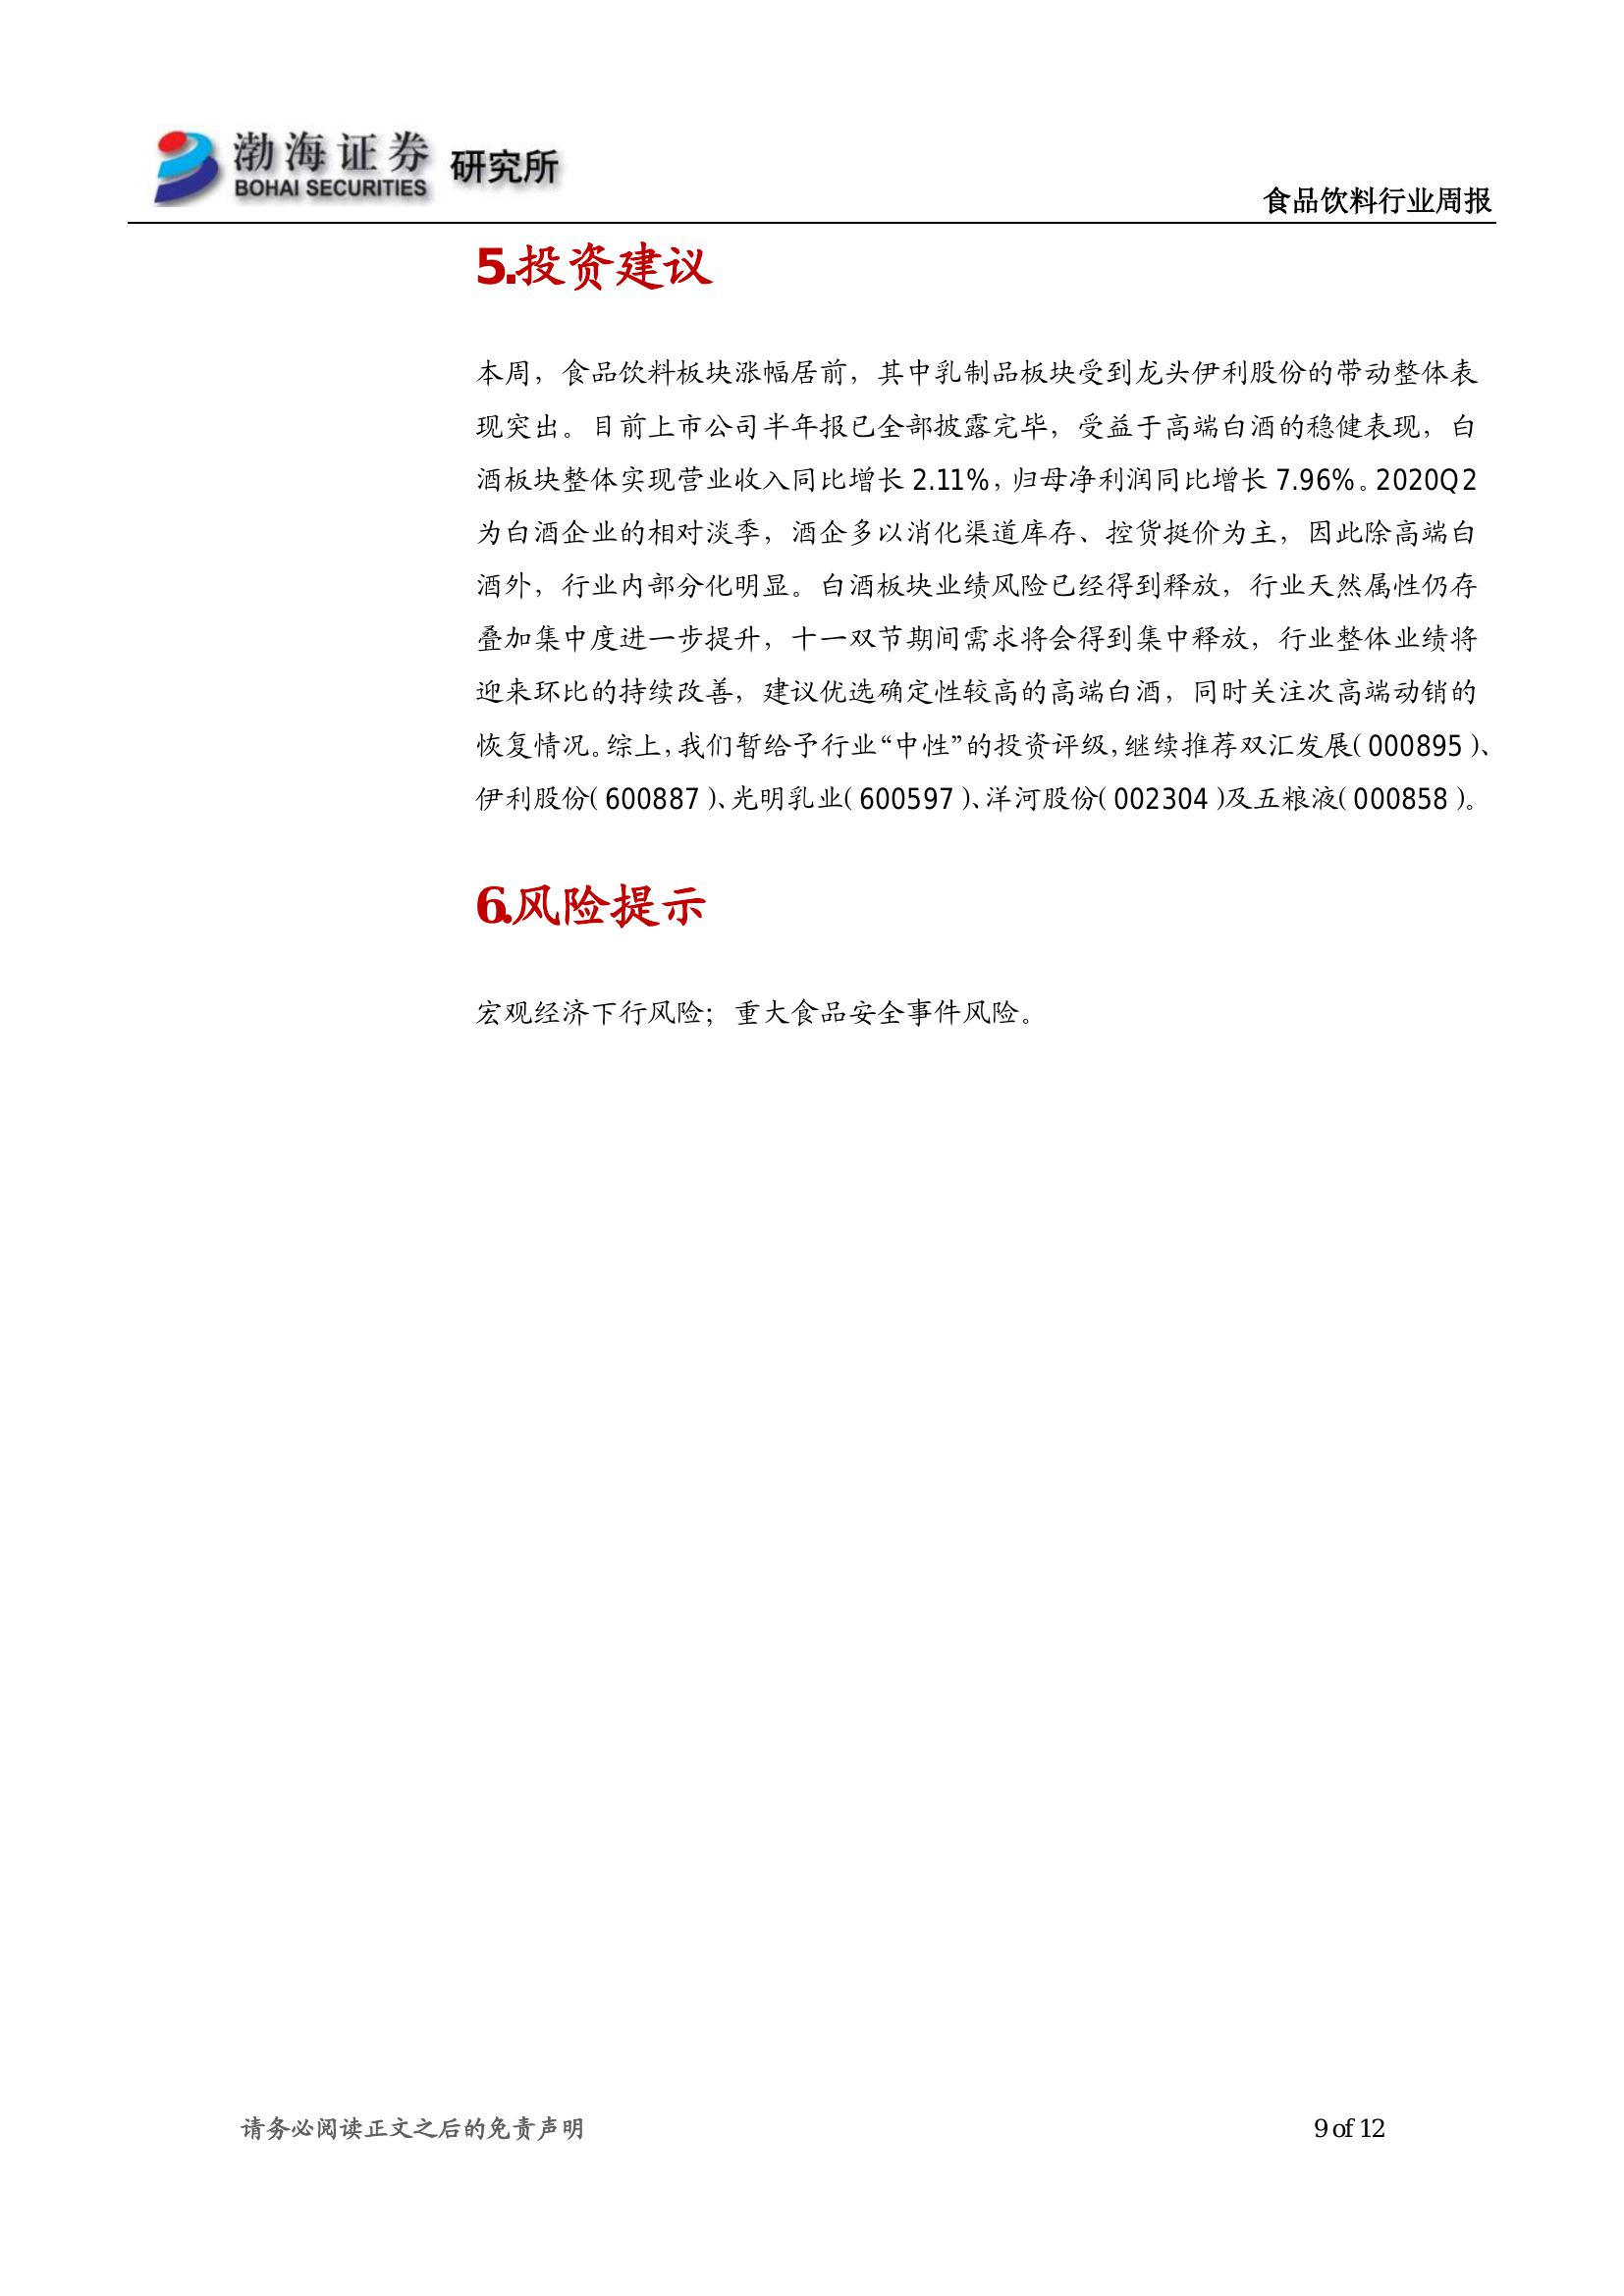 渤海证券 研究所
BOHAI SECURITIES
食品饮料行业周报
5.投资建议
本周，食品饮料板块涨幅居前，其中乳制品板块受到龙头伊利股份的带动整体表
现突出。目前上市公司半年报已全部披露完毕，受益于高端白酒的稳健表现，白
酒板块整体实现营业收入同比增长 2.11%，归母净利润同比增长 7.96%。2020Q2
为白酒企业的相对淡季，酒企多以消化渠道库存、控货挺价为主，因此除高端白
酒外，行业内部分化明显。白酒板块业绩风险已经得到释放，行业天然属性仍存
叠加集中度进一步提升，十一双节期间需求将会得到集中释放，行业整体业绩将
迎来环比的持续改善，建议优选确定性较高的高端白酒，同时关注次高端动销的
恢复情况。综上，我们暂给予行业“中性”的投资评级，继续推荐双汇发展（000895）、
伊利股份（600887）、光明乳业（600597）、洋河股份（002304）及五粮液（000858）。
6.风险提示
宏观经济下行风险；重大食品安全事件风险。
请务必阅读正文之后的免责声明
9 of 12